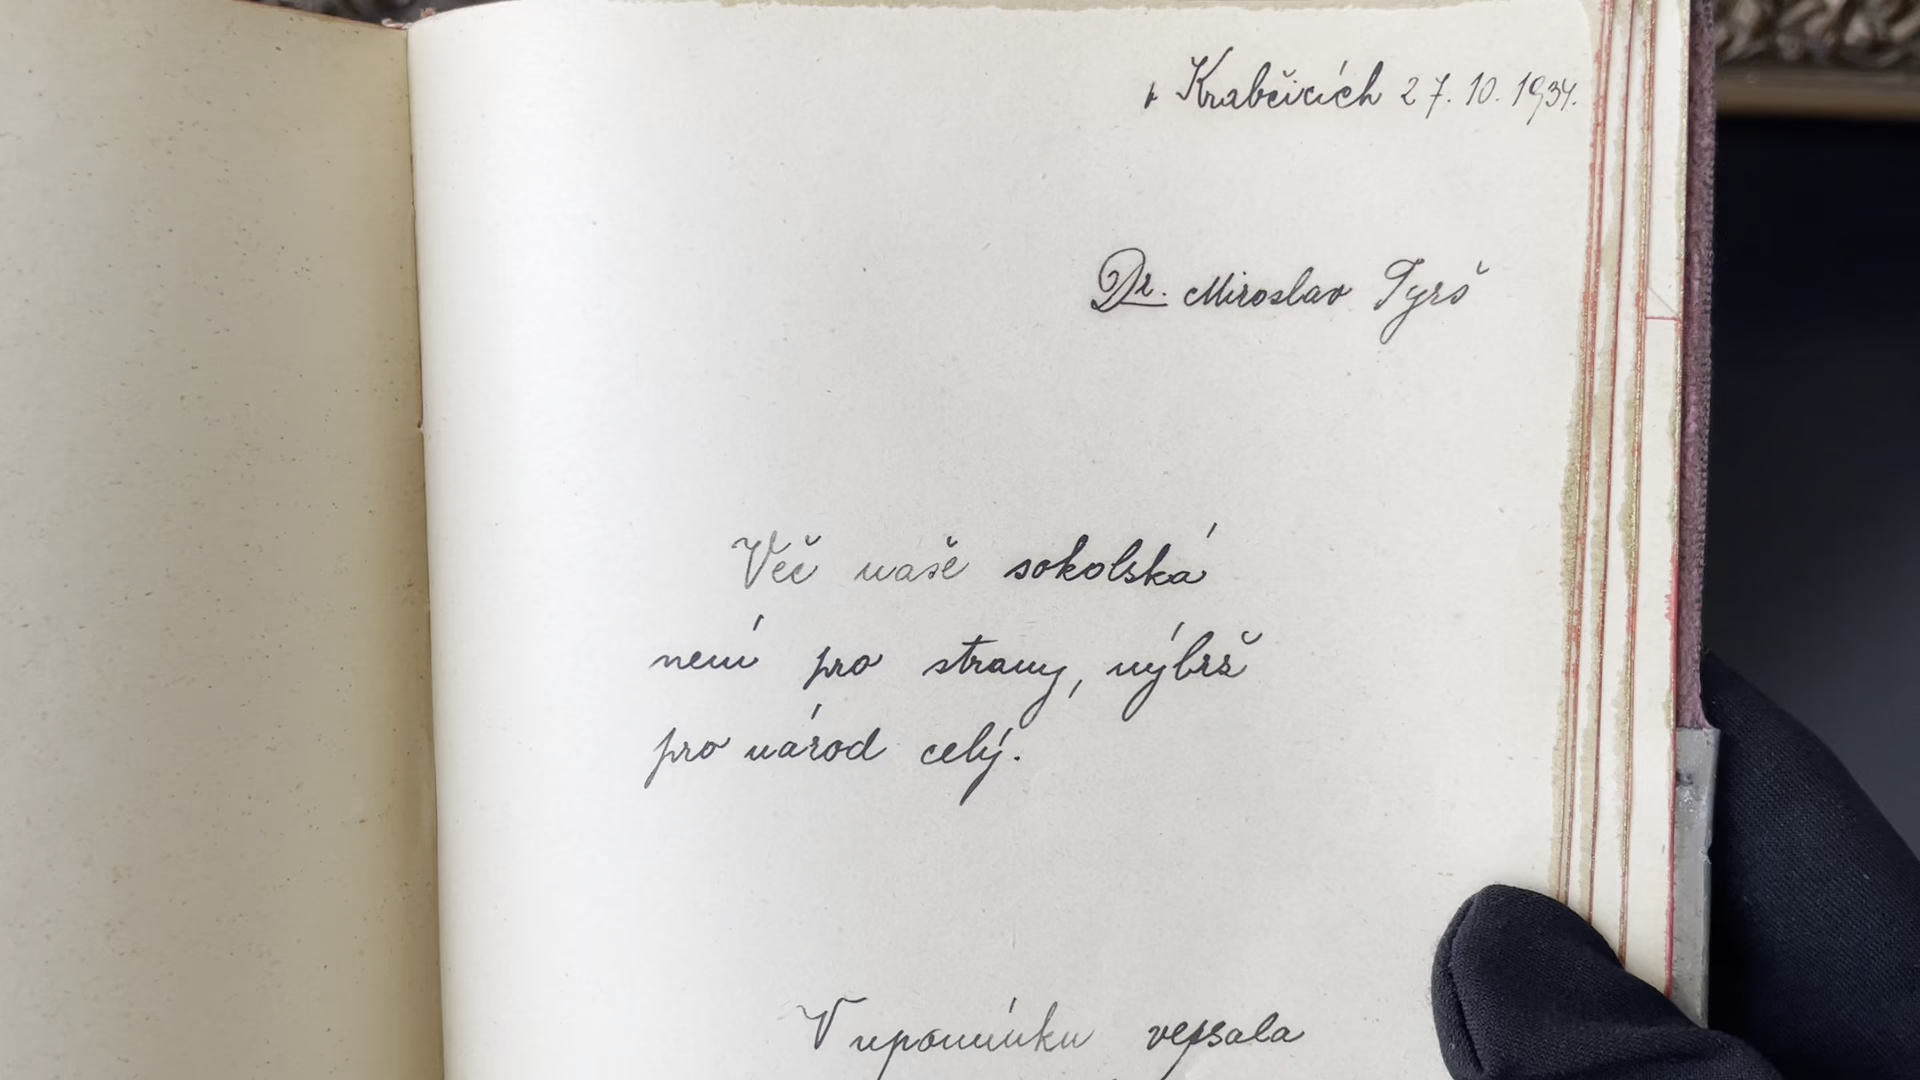 v Krabčicích 27. 10. 1934.
Dr. Miroslav Tyrš
Věc naše sokolská
není pro strany, nýbrž
pro národ celý.
V upomínku vepsala